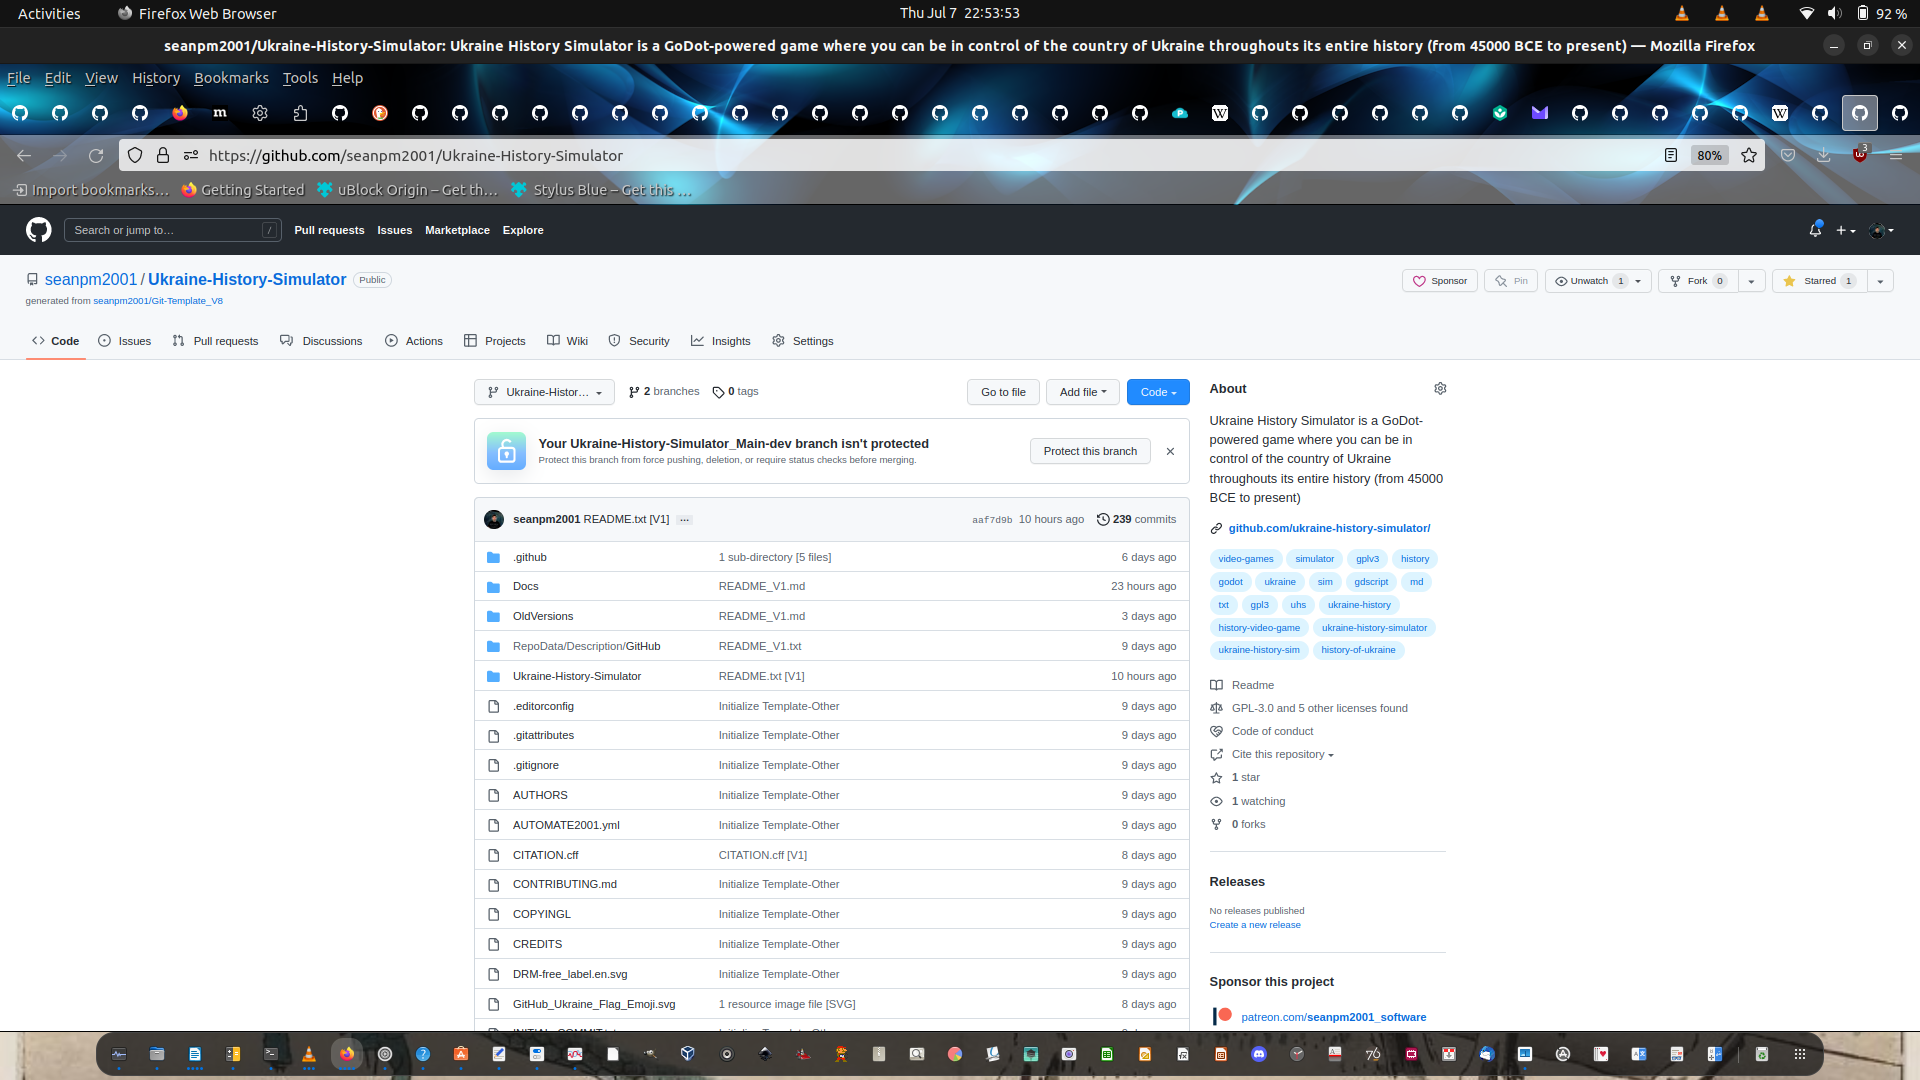 Activities
Firefox Web Browser
Thu Jul 7 22:53:53
92 %
seanpm2001/Ukraine-History-Simulator: Ukraine History Simulator is a GoDot-powered game where you can be in control of the country of Ukraine throughouts its entire history (from 45000 BCE to present) — Mozilla Firefox
File Edit View History Bookmarks Tools Help
https://github.com/seanpm2001/Ukraine-History-Simulator
80%
3
Import bookmarks…
Getting Started
uBlock Origin – Get th…
Stylus Blue – Get this …
Search or jump to…
/
Pull requests Issues Marketplace Explore
seanpm2001 / Ukraine-History-Simulator Public
generated from seanpm2001/Git-Template_V8
Sponsor Pin Unwatch 1 Fork 0 Starred 1
Code Issues Pull requests Discussions Actions Projects Wiki Security Insights Settings
Ukraine-Histor… 2 branches 0 tags
Go to file Add file Code
Your Ukraine-History-Simulator_Main-dev branch isn't protected
Protect this branch from force pushing, deletion, or require status checks before merging.
Protect this branch
seanpm2001 README.txt [V1] … aaf7d9b 10 hours ago 239 commits
.github 1 sub-directory [5 files] 6 days ago
Docs README_V1.md 23 hours ago
OldVersions README_V1.md 3 days ago
RepoData/Description/GitHub README_V1.txt 9 days ago
Ukraine-History-Simulator README.txt [V1] 10 hours ago
.editorconfig Initialize Template-Other 9 days ago
.gitattributes Initialize Template-Other 9 days ago
.gitignore Initialize Template-Other 9 days ago
AUTHORS Initialize Template-Other 9 days ago
AUTOMATE2001.yml Initialize Template-Other 9 days ago
CITATION.cff CITATION.cff [V1] 8 days ago
CONTRIBUTING.md Initialize Template-Other 9 days ago
COPYINGL Initialize Template-Other 9 days ago
CREDITS Initialize Template-Other 9 days ago
DRM-free_label.en.svg Initialize Template-Other 9 days ago
GitHub_Ukraine_Flag_Emoji.svg 1 resource image file [SVG] 8 days ago
About
Ukraine History Simulator is a GoDot-
powered game where you can be in
control of the country of Ukraine
throughouts its entire history (from 45000
BCE to present)
github.com/ukraine-history-simulator/
video-games simulator gplv3 history
godot ukraine sim gdscript md
txt gpl3 uhs ukraine-history
history-video-game ukraine-history-simulator
ukraine-history-sim history-of-ukraine
Readme
GPL-3.0 and 5 other licenses found
Code of conduct
Cite this repository
1 star
1 watching
0 forks
Releases
No releases published
Create a new release
Sponsor this project
patreon.com/seanpm2001_software